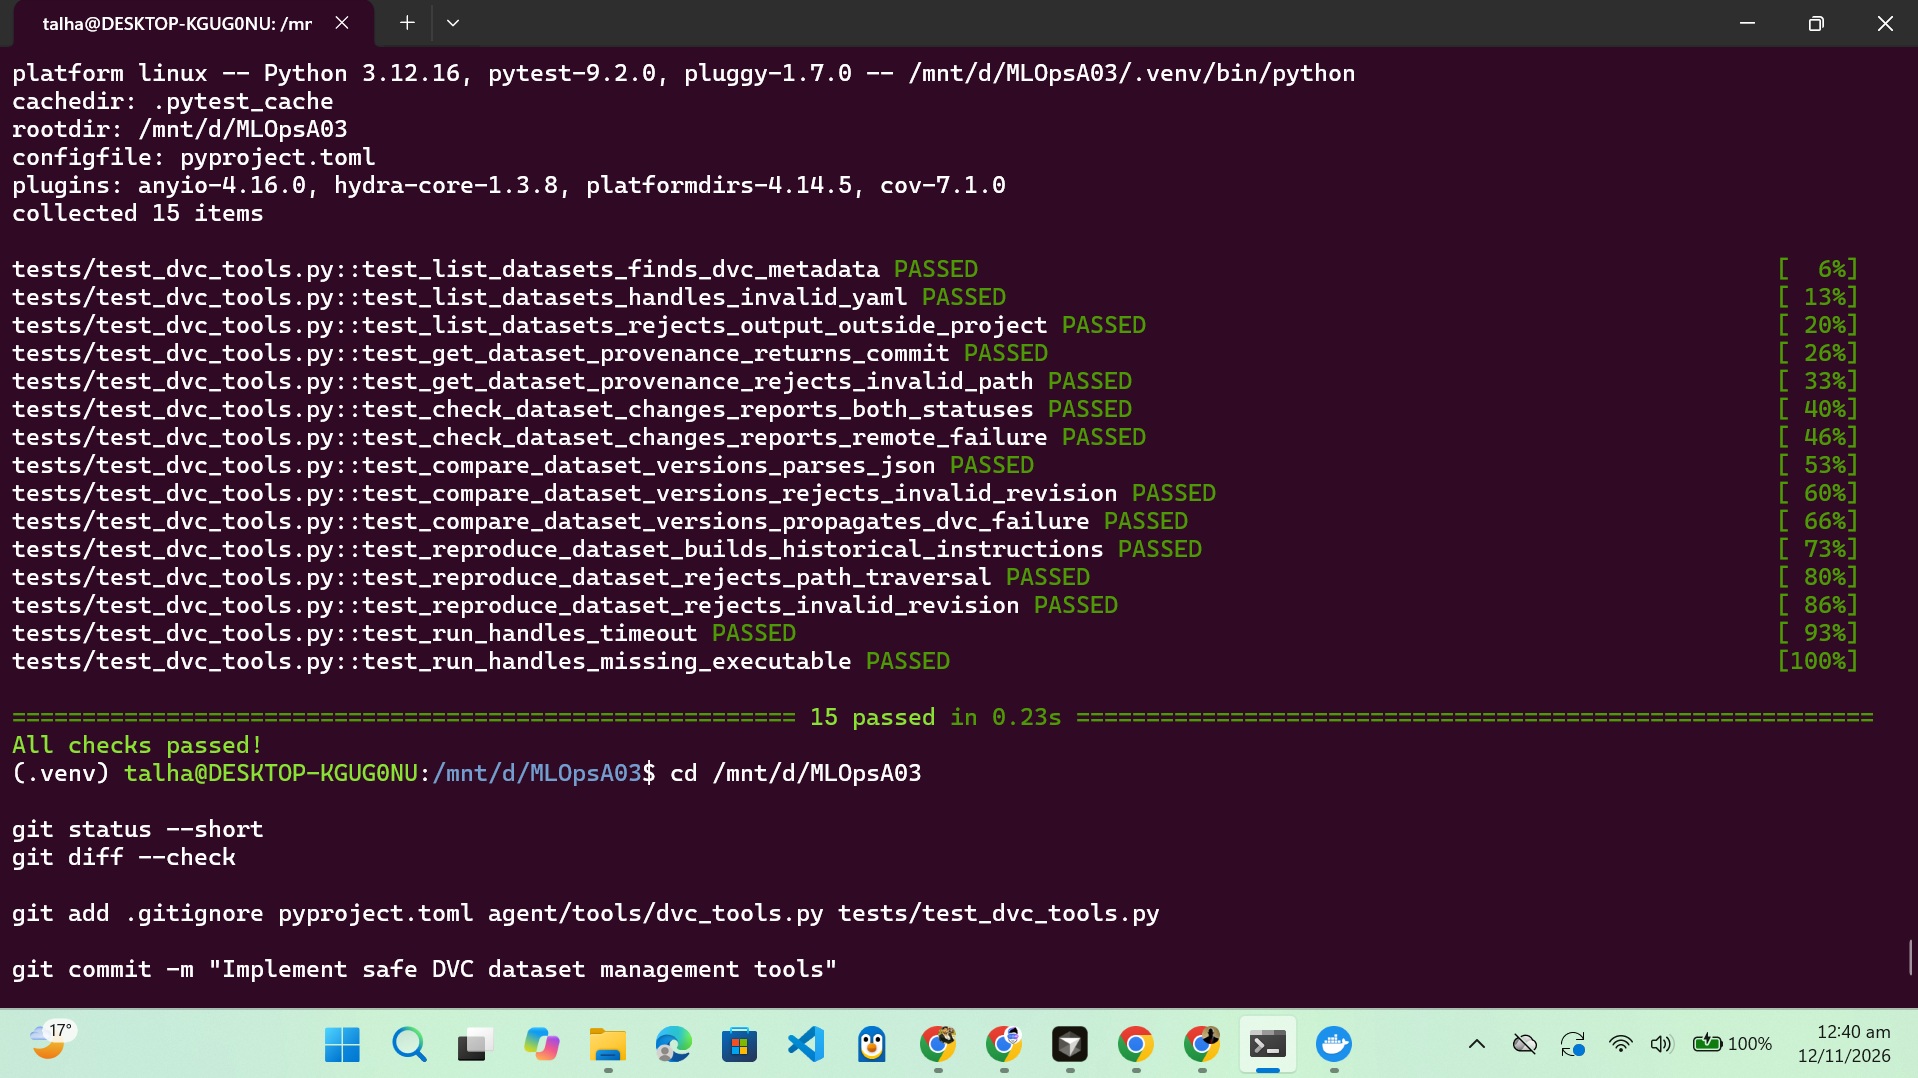 talha@DESKTOP-KGUG0NU: /mr
platform linux -- Python 3.12.16, pytest-9.2.0, pluggy-1.7.0 -- /mnt/d/MLOpsA03/.venv/bin/python
cachedir: .pytest_cache
rootdir: /mnt/d/MLOpsA03
configfile: pyproject.toml
plugins: anyio-4.16.0, hydra-core-1.3.8, platformdirs-4.14.5, cov-7.1.0
collected 15 items
tests/test_dvc_tools.py::test_list_datasets_finds_dvc_metadata PASSED [  6%]
tests/test_dvc_tools.py::test_list_datasets_handles_invalid_yaml PASSED [ 13%]
tests/test_dvc_tools.py::test_list_datasets_rejects_output_outside_project PASSED [ 20%]
tests/test_dvc_tools.py::test_get_dataset_provenance_returns_commit PASSED [ 26%]
tests/test_dvc_tools.py::test_get_dataset_provenance_rejects_invalid_path PASSED [ 33%]
tests/test_dvc_tools.py::test_check_dataset_changes_reports_both_statuses PASSED [ 40%]
tests/test_dvc_tools.py::test_check_dataset_changes_reports_remote_failure PASSED [ 46%]
tests/test_dvc_tools.py::test_compare_dataset_versions_parses_json PASSED [ 53%]
tests/test_dvc_tools.py::test_compare_dataset_versions_rejects_invalid_revision PASSED [ 60%]
tests/test_dvc_tools.py::test_compare_dataset_versions_propagates_dvc_failure PASSED [ 66%]
tests/test_dvc_tools.py::test_reproduce_dataset_builds_historical_instructions PASSED [ 73%]
tests/test_dvc_tools.py::test_reproduce_dataset_rejects_path_traversal PASSED [ 80%]
tests/test_dvc_tools.py::test_reproduce_dataset_rejects_invalid_revision PASSED [ 86%]
tests/test_dvc_tools.py::test_run_handles_timeout PASSED [ 93%]
tests/test_dvc_tools.py::test_run_handles_missing_executable PASSED [100%]
======================================================== 15 passed in 0.23s =========================================================
All checks passed!
(.venv) talha@DESKTOP-KGUG0NU:/mnt/d/MLOpsA03$ cd /mnt/d/MLOpsA03
git status --short
git diff --check
git add .gitignore pyproject.toml agent/tools/dvc_tools.py tests/test_dvc_tools.py
git commit -m "Implement safe DVC dataset management tools"
17°
100%
12:40 am
12/11/2026